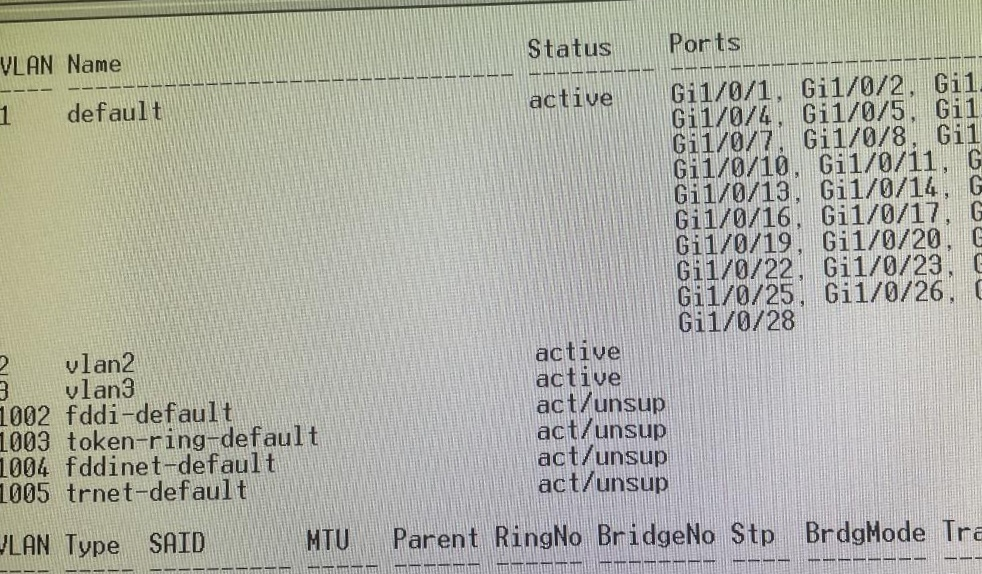 VLAN Name Status Ports
---- -------------------------------- --------- -------------------------------
1 default active Gi1/0/1, Gi1/0/2, Gi1/
Gi1/0/4, Gi1/0/5, Gi1
Gi1/0/7, Gi1/0/8, Gi1
Gi1/0/10, Gi1/0/11, G
Gi1/0/13, Gi1/0/14, G
Gi1/0/16, Gi1/0/17, G
Gi1/0/19, Gi1/0/20, G
Gi1/0/22, Gi1/0/23, G
Gi1/0/25, Gi1/0/26, G
Gi1/0/28
2 vlan2 active
3 vlan3 active
1002 fddi-default act/unsup
1003 token-ring-default act/unsup
1004 fddinet-default act/unsup
1005 trnet-default act/unsup
VLAN Type SAID MTU Parent RingNo BridgeNo Stp BrdgMode Tra
---- ----- ---------- ----- ------ ------ -------- ---- -------- ---